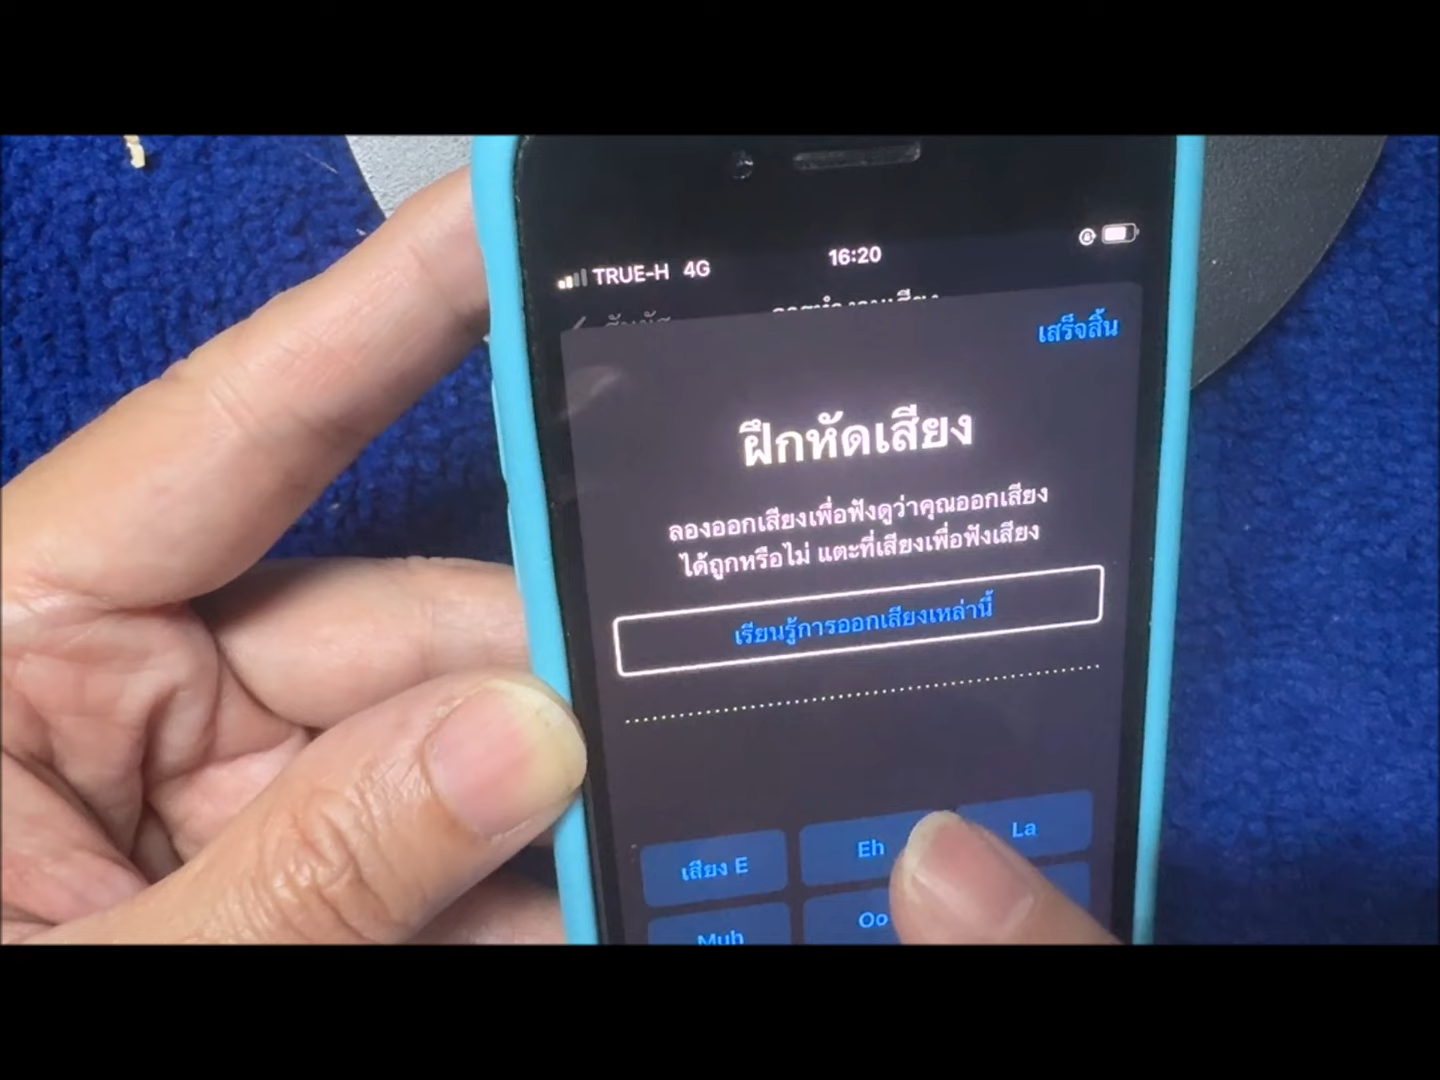 TRUE-H 4G 16:20
เสร็จสิ้น
ฝึกหัดเสียง
ลองออกเสียงเพื่อฟังดูว่าคุณออกเสียง
ได้ถูกหรือไม่ แตะที่เสียงเพื่อฟังเสียง
เรียนรู้การออกเสียงเหล่านี้
เสียง E Eh La
Muh Oo